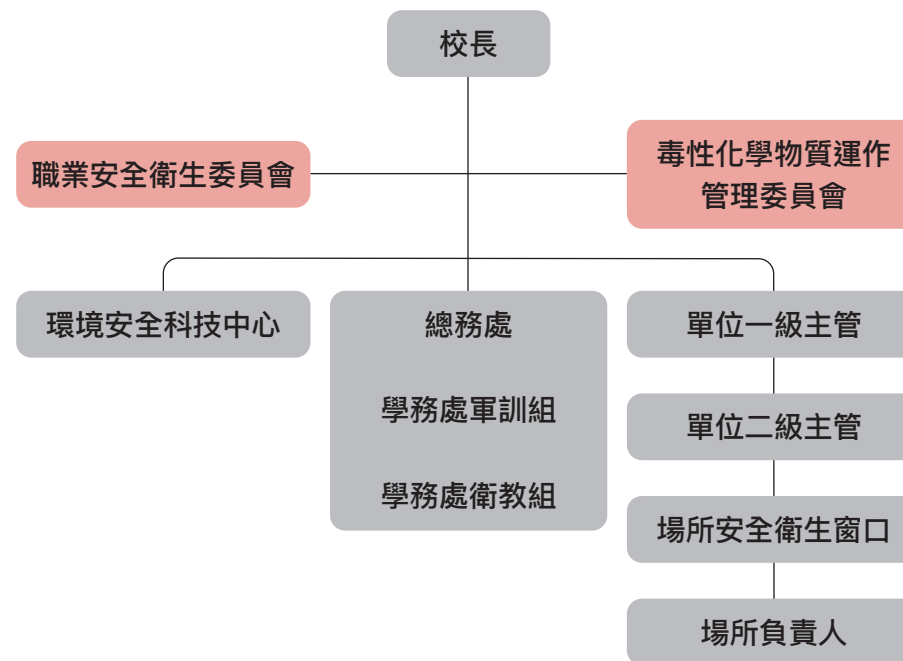 校長
職業安全衛生委員會
毒性化學物質運作
管理委員會
環境安全科技中心
總務處
學務處軍訓組
學務處衛教組
單位一級主管
單位二級主管
場所安全衛生窗口
場所負責人